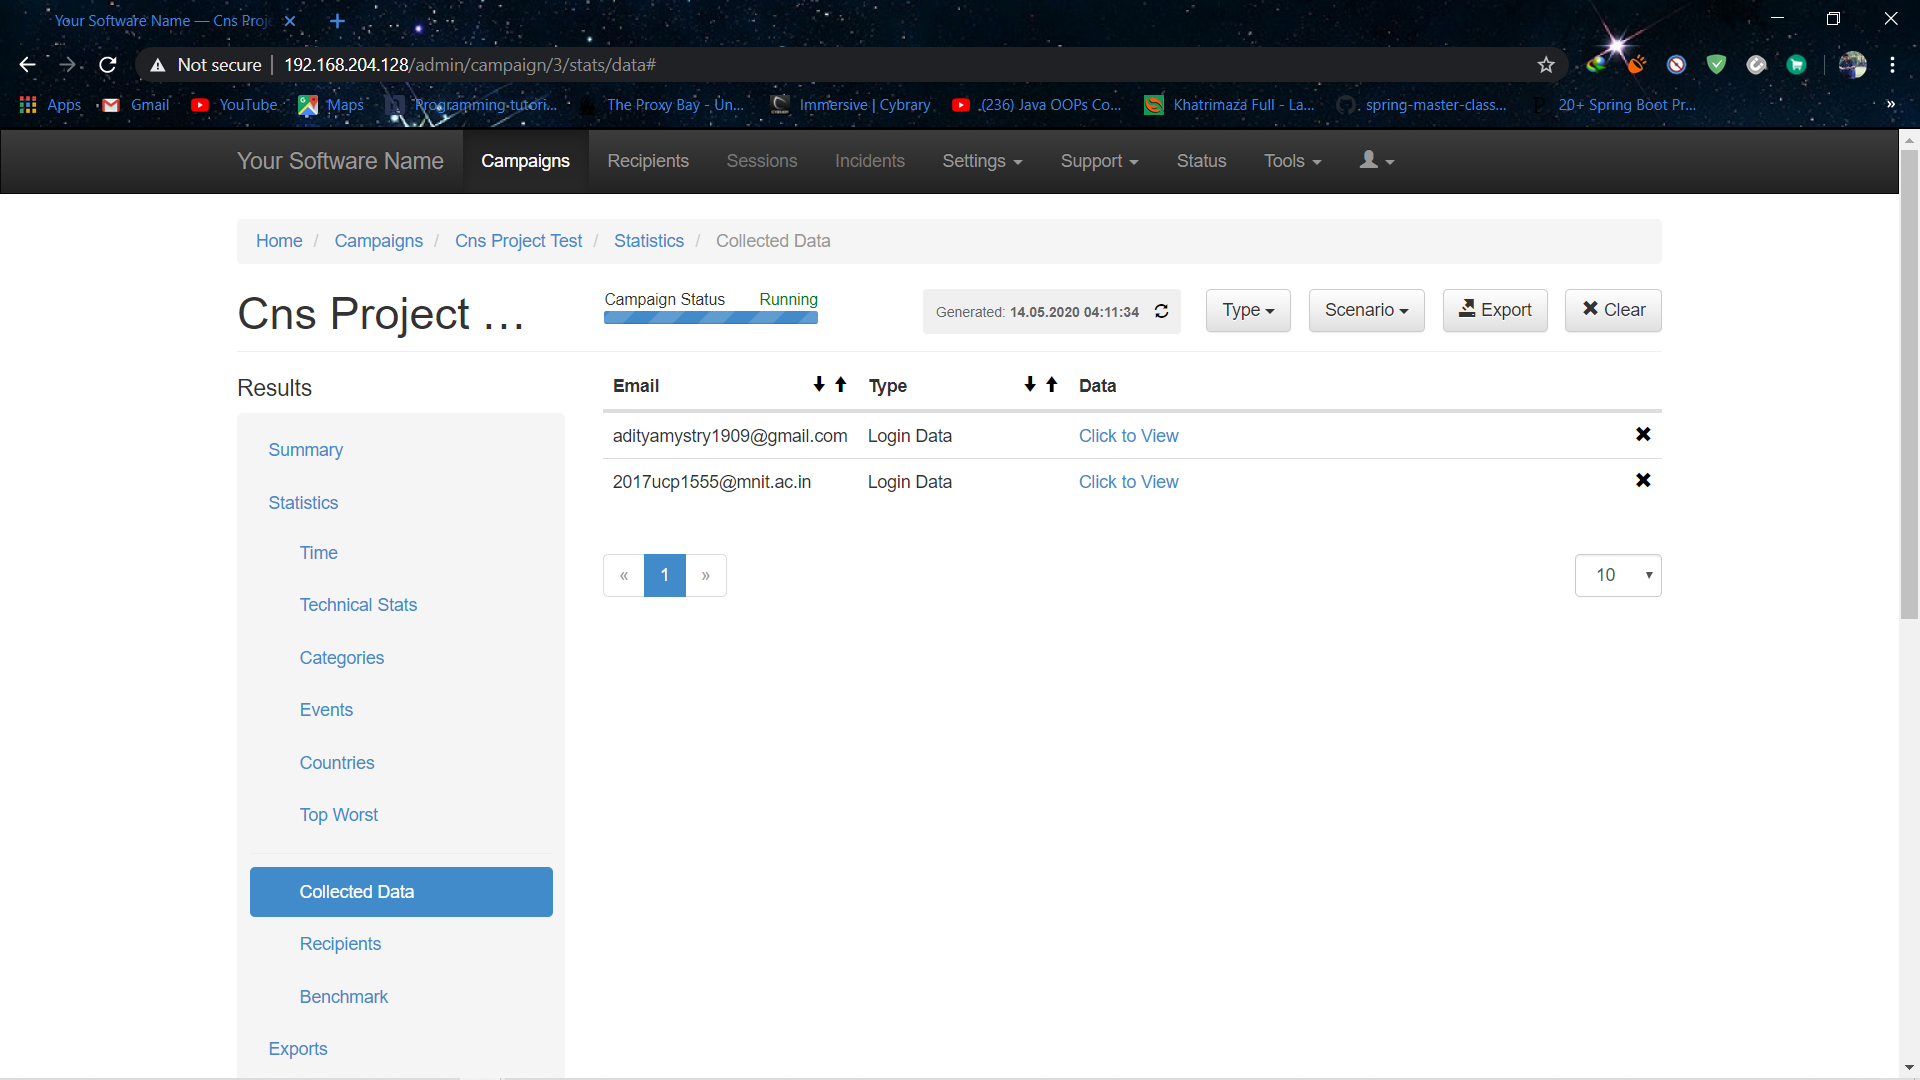 Your Software Name — Cns Proje
Not secure | 192.168.204.128/admin/campaign/3/stats/data#
Apps Gmail YouTube Maps Programming-tutori... The Proxy Bay - Un... Immersive | Cybrary (236) Java OOPs Co... Khatrimaza Full - La... spring-master-class... 20+ Spring Boot Pr... »
Your Software Name Campaigns Recipients Sessions Incidents Settings Support Status Tools
Home / Campaigns / Cns Project Test / Statistics / Collected Data
Cns Project ...
Campaign Status Running
Generated: 14.05.2020 04:11:34
Type Scenario Export Clear
Results
Email Type Data
adityamystry1909@gmail.com Login Data Click to View
2017ucp1555@mnit.ac.in Login Data Click to View
« 1 » 10
Summary
Statistics
Time
Technical Stats
Categories
Events
Countries
Top Worst
Collected Data
Recipients
Benchmark
Exports